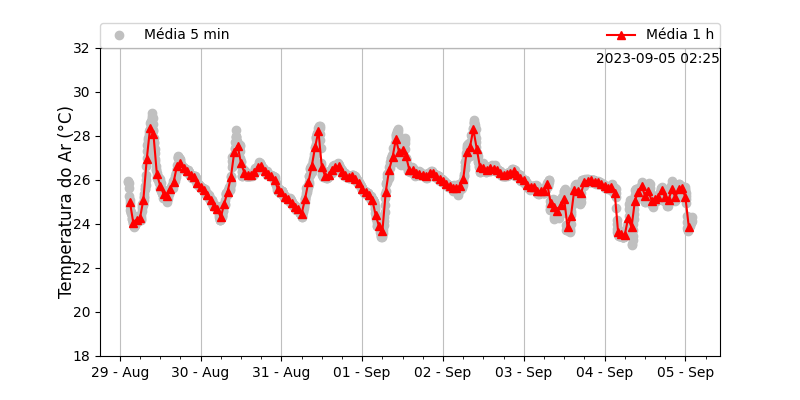 Média 5 min
Média 1 h
2023-09-05 02:25
Temperatura do Ar (°C)
32
30
28
26
24
22
20
18
29 - Aug
30 - Aug
31 - Aug
01 - Sep
02 - Sep
03 - Sep
04 - Sep
05 - Sep